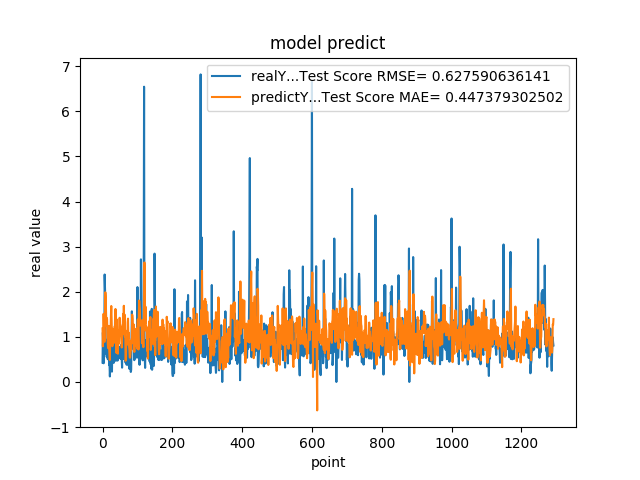 model predict
realY...Test Score RMSE= 0.627590636141
predictY...Test Score MAE= 0.447379302502
7
6
5
4
3
2
1
0
−1
real value
0 200 400 600 800 1000 1200
point